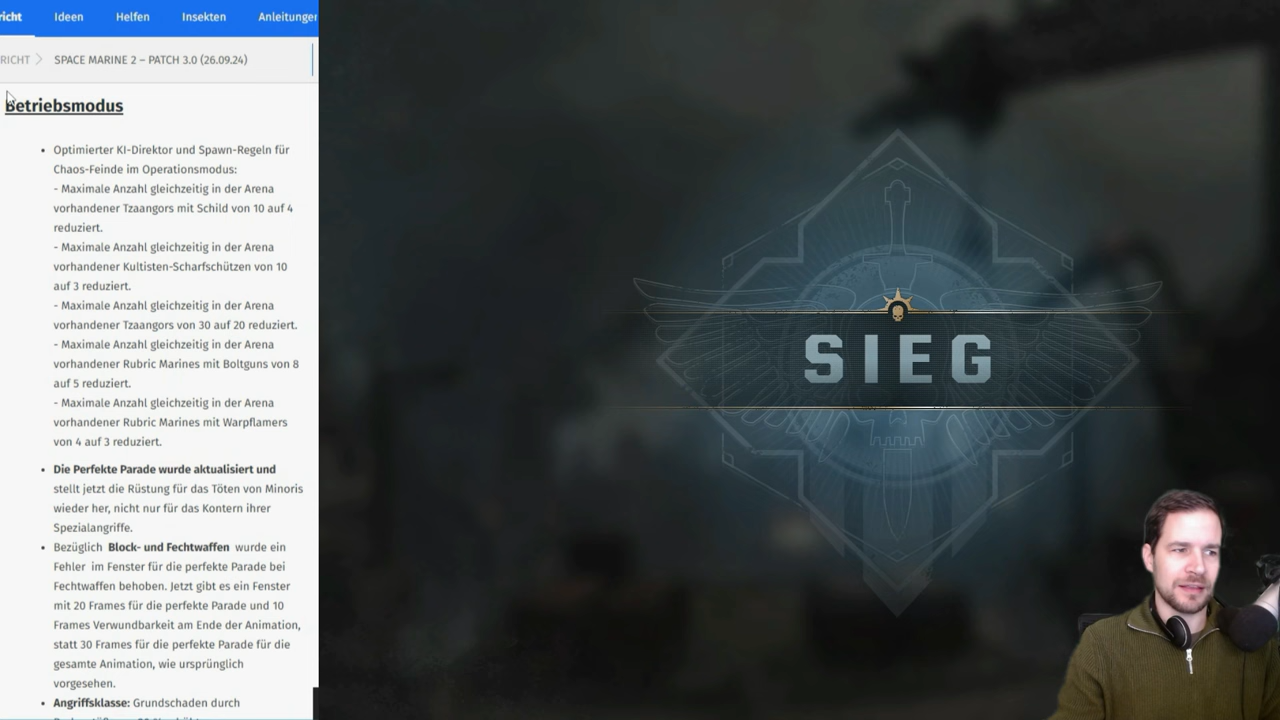 richt
Ideen
Helfen
Insekten
Anleitungen
RICHT
SPACE MARINE 2 – PATCH 3.0 (26.09.24)
Betriebsmodus
• Optimierter KI-Direktor und Spawn-Regeln für
Chaos-Feinde im Operationsmodus:
- Maximale Anzahl gleichzeitig in der Arena
vorhandener Tzaangors mit Schild von 10 auf 4
reduziert.
- Maximale Anzahl gleichzeitig in der Arena
vorhandener Kultisten-Scharfschützen von 10
auf 3 reduziert.
- Maximale Anzahl gleichzeitig in der Arena
vorhandener Tzaangors von 30 auf 20 reduziert.
- Maximale Anzahl gleichzeitig in der Arena
vorhandener Rubric Marines mit Boltguns von 8
auf 5 reduziert.
- Maximale Anzahl gleichzeitig in der Arena
vorhandener Rubric Marines mit Warpflamers
von 4 auf 3 reduziert.
• Die Perfekte Parade wurde aktualisiert und
stellt jetzt die Rüstung für das Töten von Minoris
wieder her, nicht nur für das Kontern ihrer
Spezialangriffe.
• Bezüglich Block- und Fechtwaffen wurde ein
Fehler im Fenster für die perfekte Parade bei
Fechtwaffen behoben. Jetzt gibt es ein Fenster
mit 20 Frames für die perfekte Parade und 10
Frames Verwundbarkeit am Ende der Animation,
statt 30 Frames für die perfekte Parade für die
gesamte Animation, wie ursprünglich
vorgesehen.
• Angriffsklasse: Grundschaden durch
SIEG